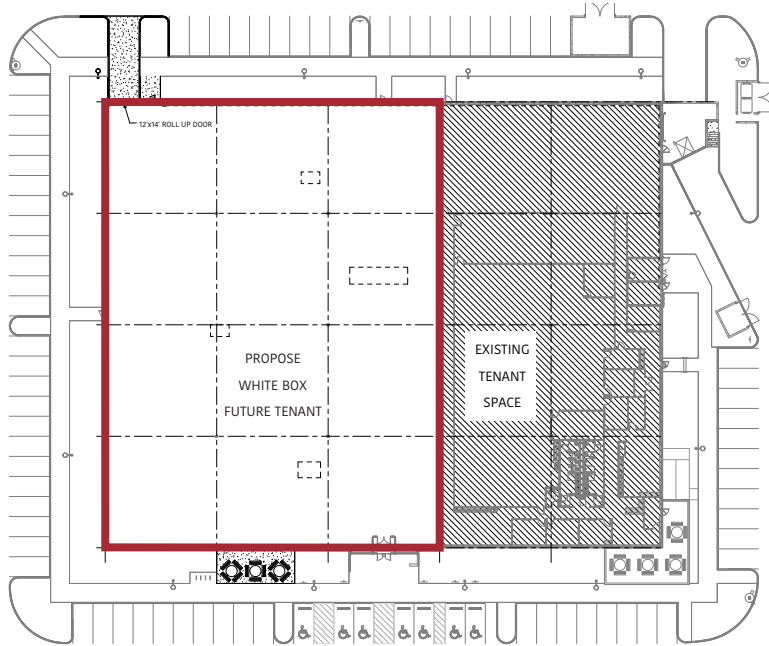 12'x14' ROLL UP DOOR
PROPOSE
WHITE BOX
FUTURE TENANT
EXISTING
TENANT
SPACE